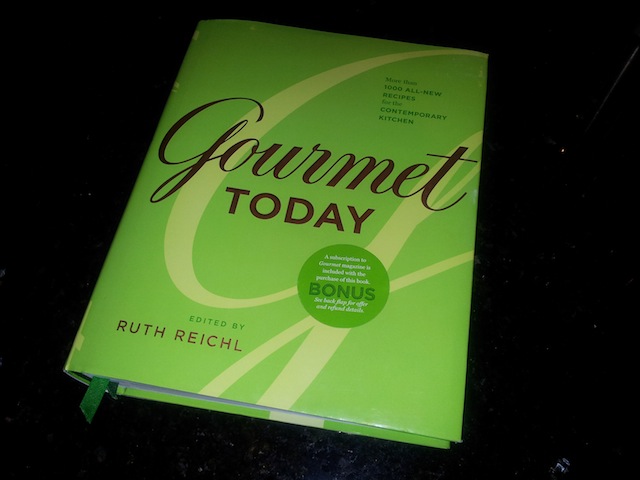 More than
1000 ALL-NEW
RECIPES
for the
CONTEMPORARY
KITCHEN
Gourmet
TODAY
A subscription to
Gourmet magazine is
included with the
purchase of this book.
BONUS
See back flap for offer
and refund details.
EDITED BY
RUTH REICHL